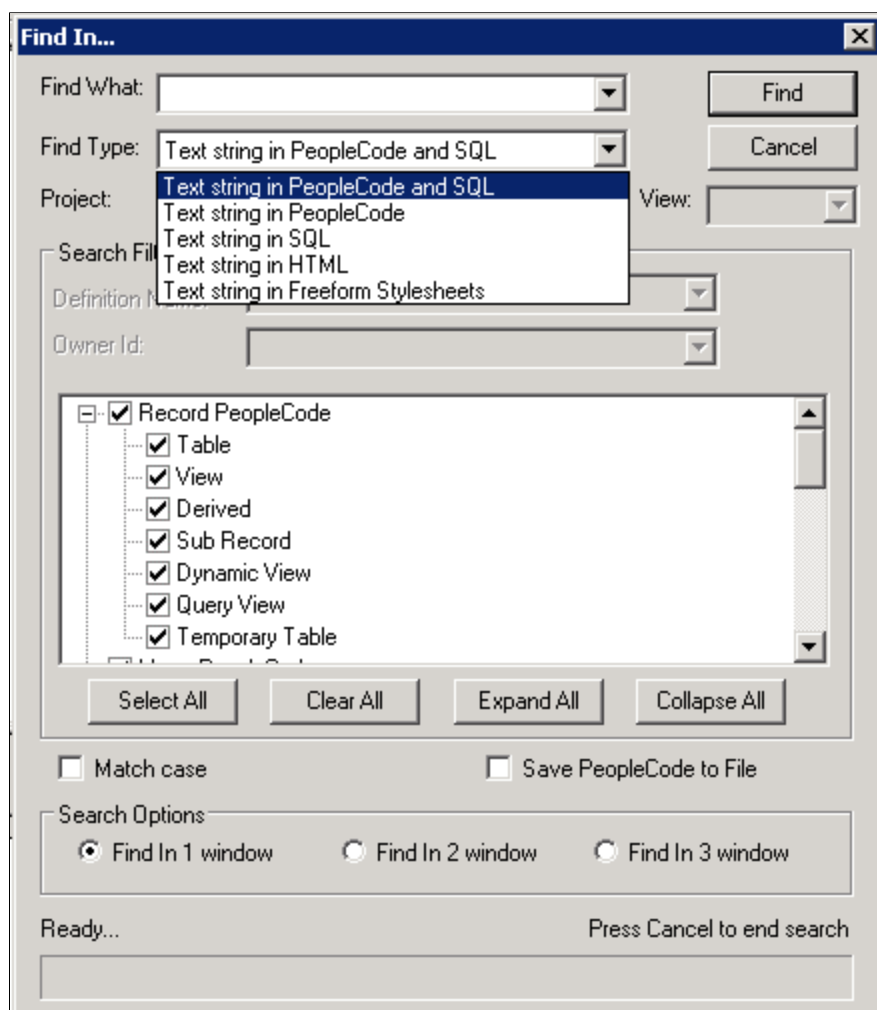 Find In...
Find What:
Find
Find Type: Text string in PeopleCode and SQL
Cancel
Text string in PeopleCode and SQL
Project:
View:
Text string in PeopleCode
Text string in SQL
Search
Text string in HTML
Text string in Freeform Stylesheets
Definition
Owner Id:
Record PeopleCode
Table
View
Derived
Sub Record
Dynamic View
Query View
Temporary Table
Select All Clear All Expand All Collapse All
Match case Save PeopleCode to File
Search Options
Find In 1 window Find In 2 window Find In 3 window
Ready... Press Cancel to end search